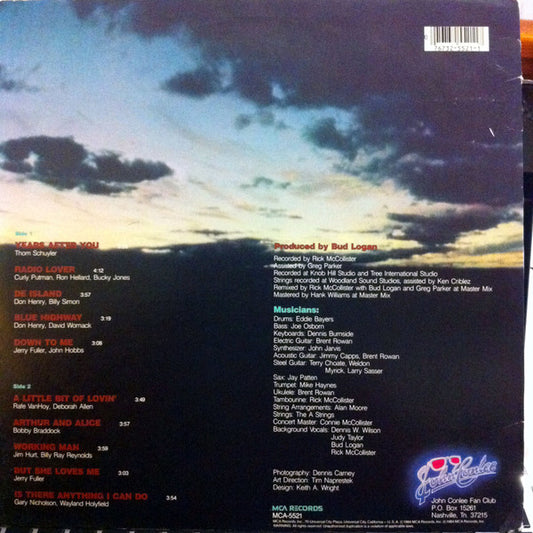 76732-5521-1
Side 1
YEARS AFTER YOU
Thom Schuyler
RADIO LOVER 4:12
Curly Putman, Ron Hellard, Bucky Jones
DE ISLAND 3:57
Don Henry, Billy Simon
BLUE HIGHWAY 3:19
Don Henry, David Womack
DOWN TO ME 3:08
Jerry Fuller, John Hobbs
Side 2
A LITTLE BIT OF LOVIN' 3:49
Rafe VanHoy, Deborah Allen
ARTHUR AND ALICE 3:57
Bobby Braddock
WORKING MAN 3:59
Jim Hurt, Billy Ray Reynolds
BUT SHE LOVES ME 3:03
Jerry Fuller
IS THERE ANYTHING I CAN DO 3:54
Gary Nicholson, Wayland Holyfield
Produced by Bud Logan
Recorded by Rick McCollister
Assisted by Greg Parker
Recorded at Knob Hill Studio and Tree International Studio
Strings recorded at Woodland Sound Studios, assisted by Ken Criblez
Remixed by Rick McCollister with Bud Logan and Greg Parker at Master Mix
Mastered by Hank Williams at Master Mix
Musicians:
Drums: Eddie Bayers
Bass: Joe Osborn
Keyboards: Dennis Burnside
Electric Guitar: Brent Rowan
Synthesizer: John Jarvis
Acoustic Guitar: Jimmy Capps, Brent Rowan
Steel Guitar: Terry Choate, Weldon
Myrick, Larry Sasser
Sax: Jay Patten
Trumpet: Mike Haynes
Ukulele: Brent Rowan
Tambourine: Rick McCollister
String Arrangements: Alan Moore
Strings: The A Strings
Concert Master: Connie McCollister
Background Vocals: Dennis W. Wilson
Judy Taylor
Bud Logan
Rick McCollister
Photography: Dennis Carney
Art Direction: Tim Naprestek
Design: Keith A. Wright
MCA RECORDS
MCA-5521
John Conlee
John Conlee Fan Club
P.O. Box 15261
Nashville, Tn. 37215